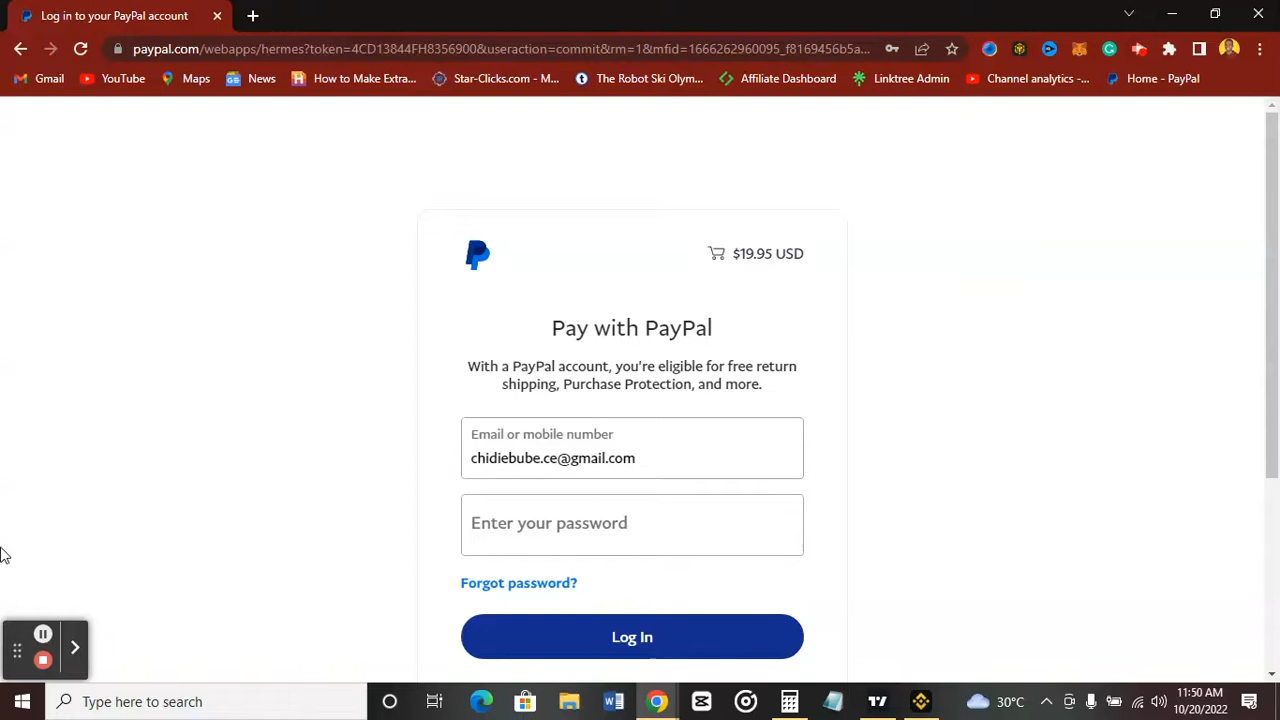 Log in to your PayPal account
paypal.com/webapps/hermes?token=4CD13844FH8356900&useraction=commit&rm=1&mfid=1666262960095_f8169456b5a...
Gmail YouTube Maps News How to Make Extra... Star-Clicks.com - M... The Robot Ski Olym... Affiliate Dashboard Linktree Admin Channel analytics -... Home - PayPal
$19.95 USD
Pay with PayPal
With a PayPal account, you're eligible for free return
shipping, Purchase Protection, and more.
Email or mobile number
chidiebube.ce@gmail.com
Enter your password
Forgot password?
Log In
Type here to search
30°C
11:50 AM
10/20/2022